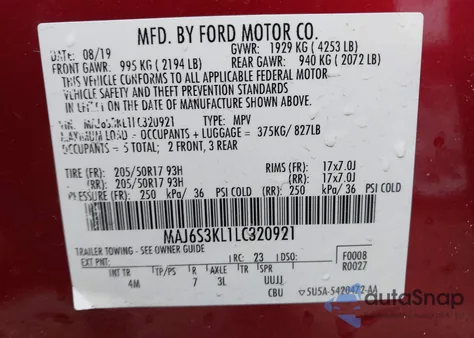 MFD. BY FORD MOTOR CO.
DATE: 08/19 GVWR: 1929 KG ( 4253 LB)
FRONT GAWR: 995 KG ( 2194 LB) REAR GAWR: 940 KG ( 2072 LB)
THIS VEHICLE CONFORMS TO ALL APPLICABLE FEDERAL MOTOR
VEHICLE SAFETY AND THEFT PREVENTION STANDARDS
IN EFFECT ON THE DATE OF MANUFACTURE SHOWN ABOVE.
VIN: MAJ6S3KL1LC320921 TYPE: MPV
MAXIMUM LOAD = OCCUPANTS + LUGGAGE = 375KG/ 827LB
OCCUPANTS = 5 TOTAL; 2 FRONT, 3 REAR
TIRE (FR): 205/50R17 93H RIMS (FR): 17x7.0J
(RR): 205/50R17 93H (RR): 17x7.0J
PRESSURE (FR): 250 kPa/ 36 PSI COLD (RR): 250 kPa/ 36 PSI COLD
MAJ6S3KL1LC320921
TRAILER TOWING - SEE OWNER GUIDE
EXT PNT: RC: 23 DSO: F0008
R0027
INT TR TP R AXLE TR SPR
4M 7 3L UUJJ
CBU 5U5A-5420472-AA
autoSnap